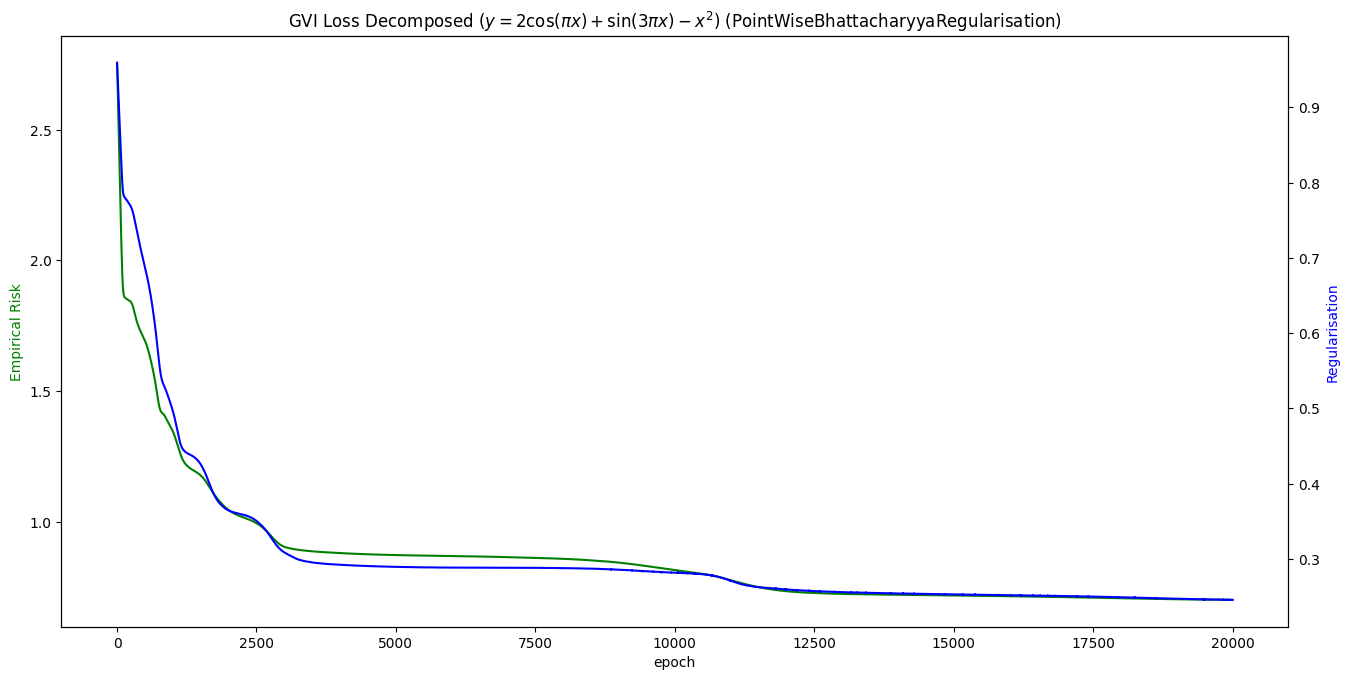 GVI Loss Decomposed (y = 2cos(πx) + sin(3πx) − x²) (PointWiseBhattacharyyaRegularisation)
2.5
2.0
1.5
1.0
Empirical Risk
0.9
0.8
0.7
0.6
0.5
0.4
0.3
Regularisation
0 2500 5000 7500 10000 12500 15000 17500 20000
epoch